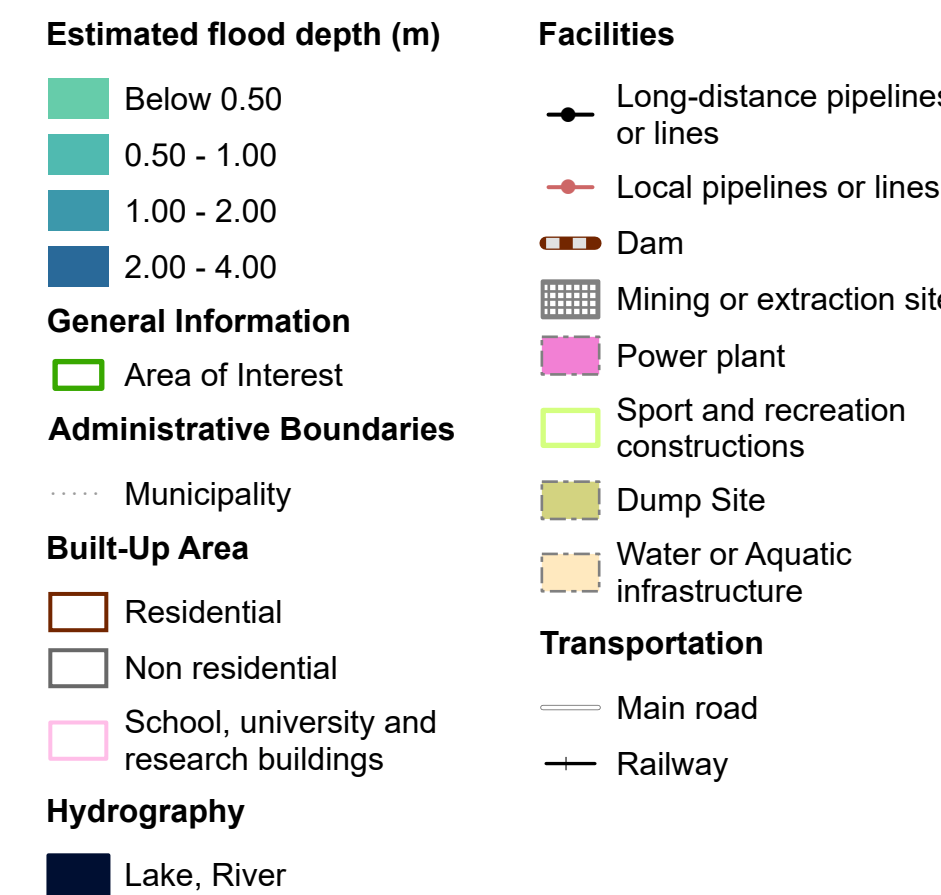 Estimated flood depth (m)
Below 0.50
0.50 - 1.00
1.00 - 2.00
2.00 - 4.00
General Information
Area of Interest
Administrative Boundaries
Municipality
Built-Up Area
Residential
Non residential
School, university and
research buildings
Hydrography
Lake, River
Facilities
Long-distance pipelines
or lines
Local pipelines or lines
Dam
Mining or extraction site
Power plant
Sport and recreation
constructions
Dump Site
Water or Aquatic
infrastructure
Transportation
Main road
Railway